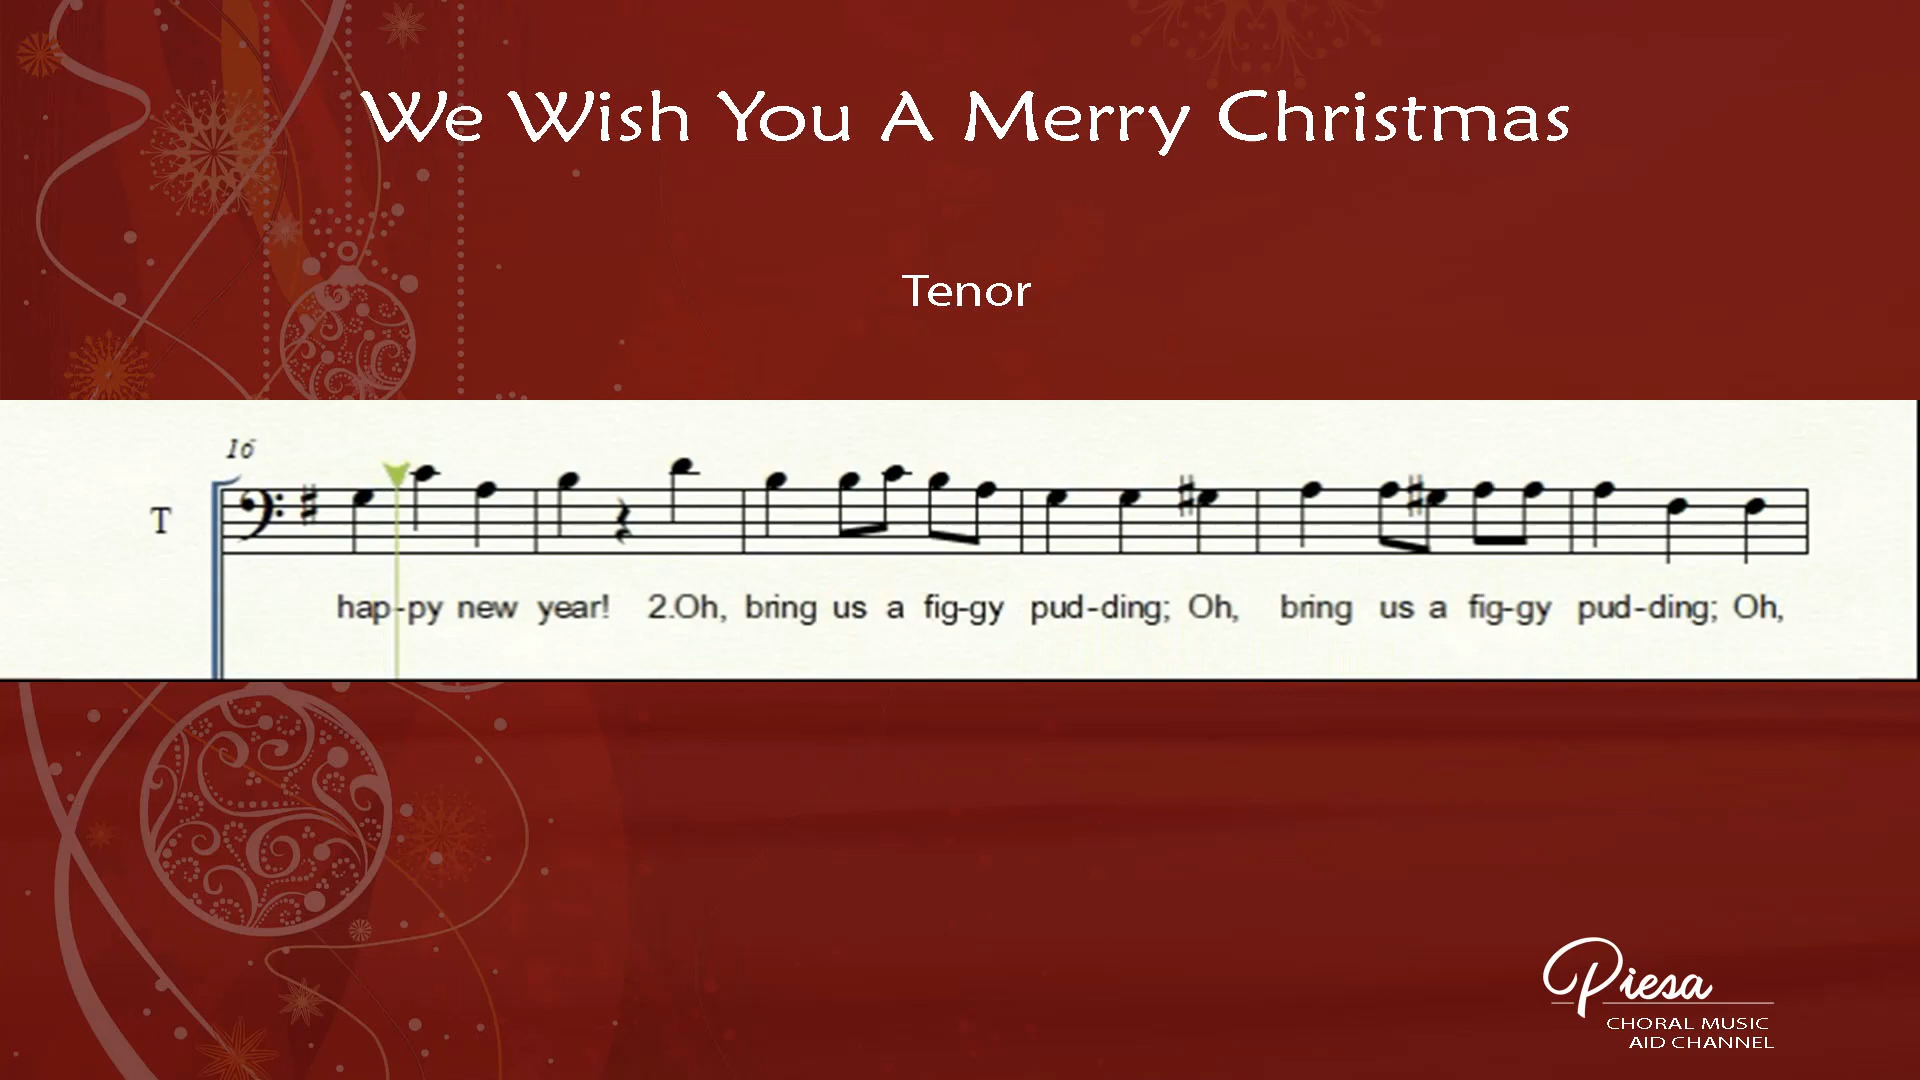 We Wish You A Merry Christmas
Tenor
16
T
hap-py new year! 2.Oh, bring us a fig-gy pud-ding; Oh, bring us a fig-gy pud-ding; Oh,
Piesa
CHORAL MUSIC
AID CHANNEL